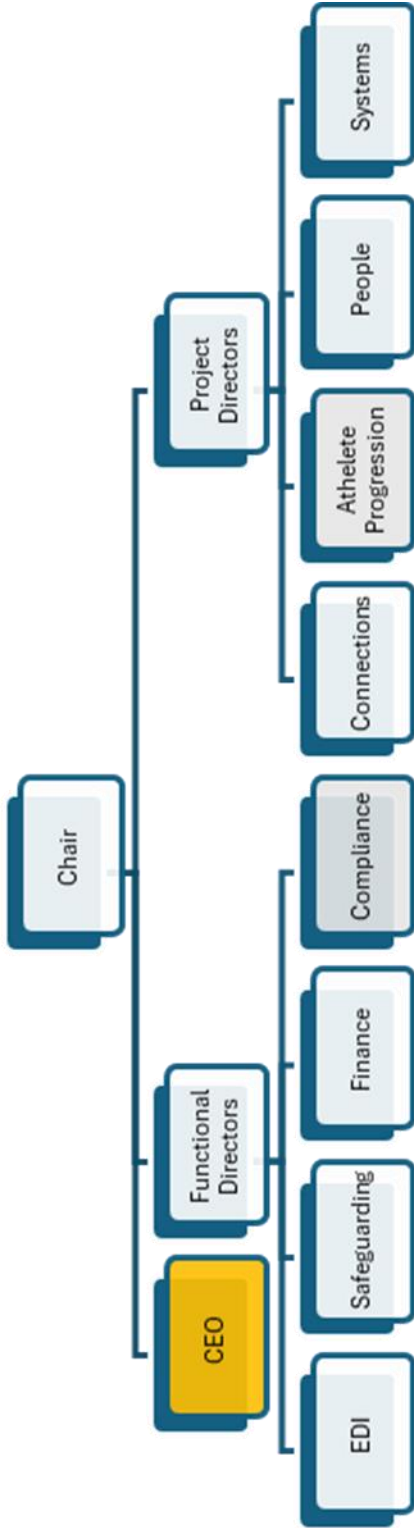 Chair
CEO
Functional
Directors
Project
Directors
EDI
Safeguarding
Finance
Compliance
Connections
Athelete
Progression
People
Systems